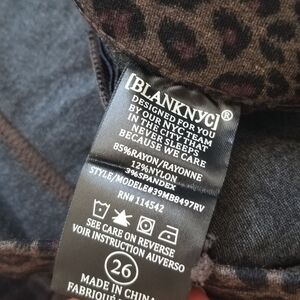 [BLANKNYC]®
DESIGNED FOR YOU
BY OUR NYC TEAM
IN THE CITY THAT
NEVER SLEEPS
BECAUSE WE CARE
85%RAYON/RAYONNE
12%NYLON
3%SPANDEX
STYLE/MODELE#39MB8497RV
RN# 114542
SEE CARE ON REVERSE
VOIR INSTRUCTION AUVERSO
26
MADE IN CHINA
FABRIQUÉ